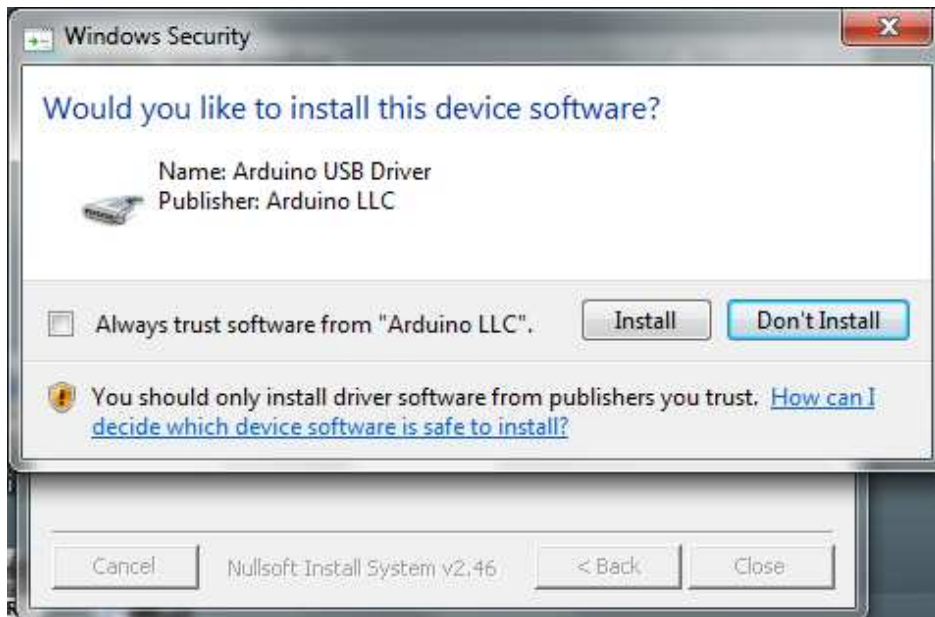 Windows Security
Would you like to install this device software?
Name: Arduino USB Driver
Publisher: Arduino LLC
Always trust software from "Arduino LLC".
Install
Don't Install
You should only install driver software from publishers you trust. How can I
decide which device software is safe to install?
Cancel
Nullsoft Install System v2.46
< Back
Close